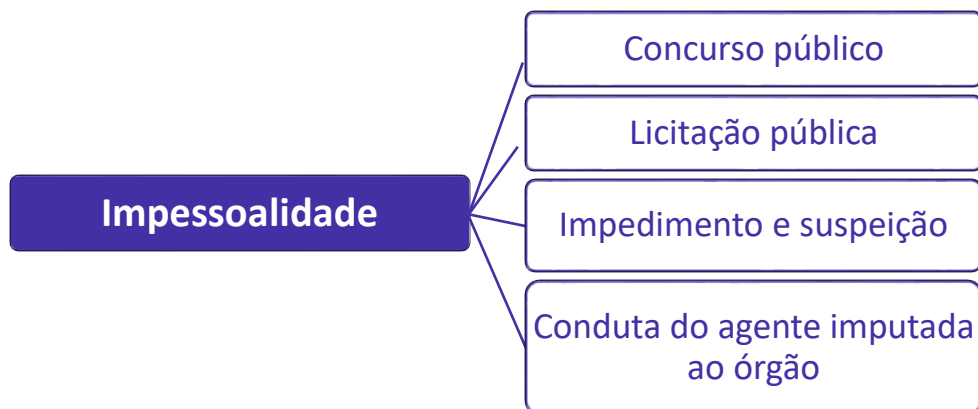 Impessoalidade
Concurso público
Licitação pública
Impedimento e suspeição
Conduta do agente imputada
ao órgão